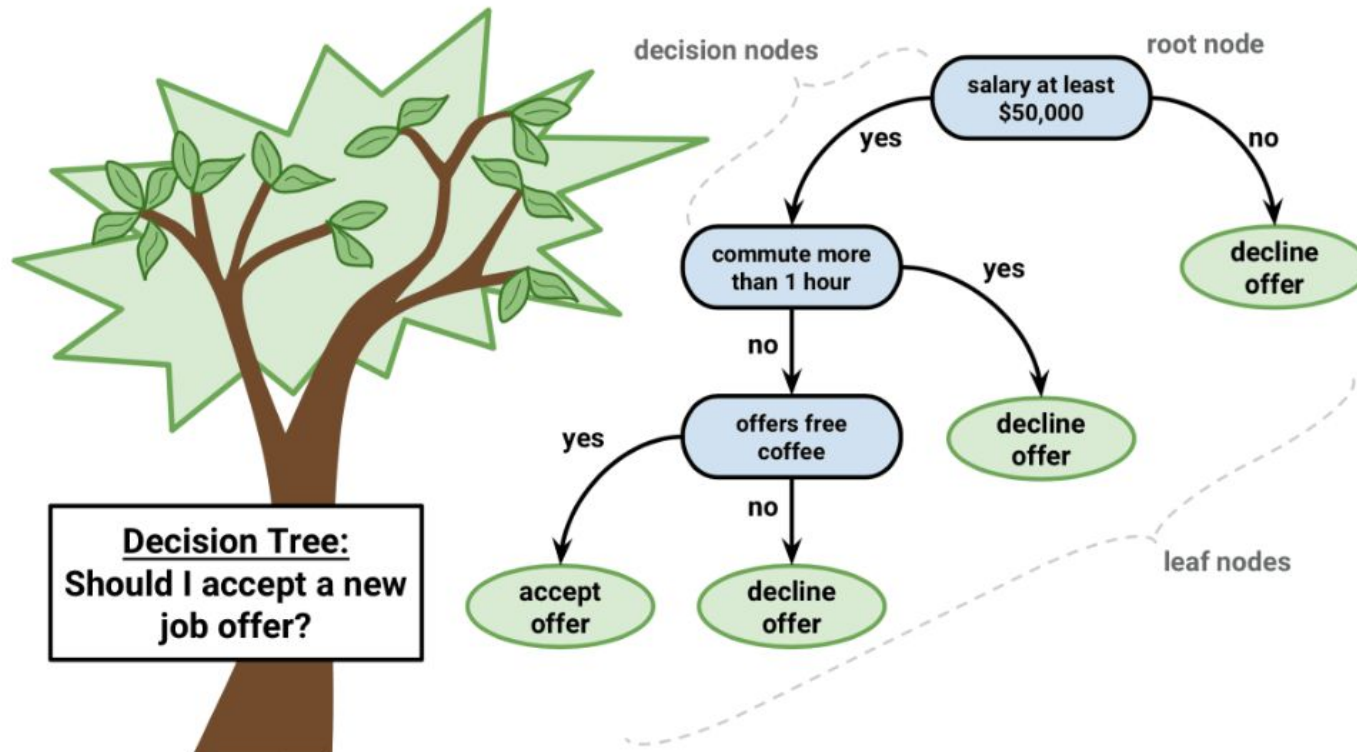 decision nodes
root node
salary at least
$50,000
yes
no
commute more
than 1 hour
yes
decline
offer
no
offers free
coffee
yes
decline
offer
no
Decision Tree:
Should I accept a new
job offer?
accept
offer
decline
offer
leaf nodes